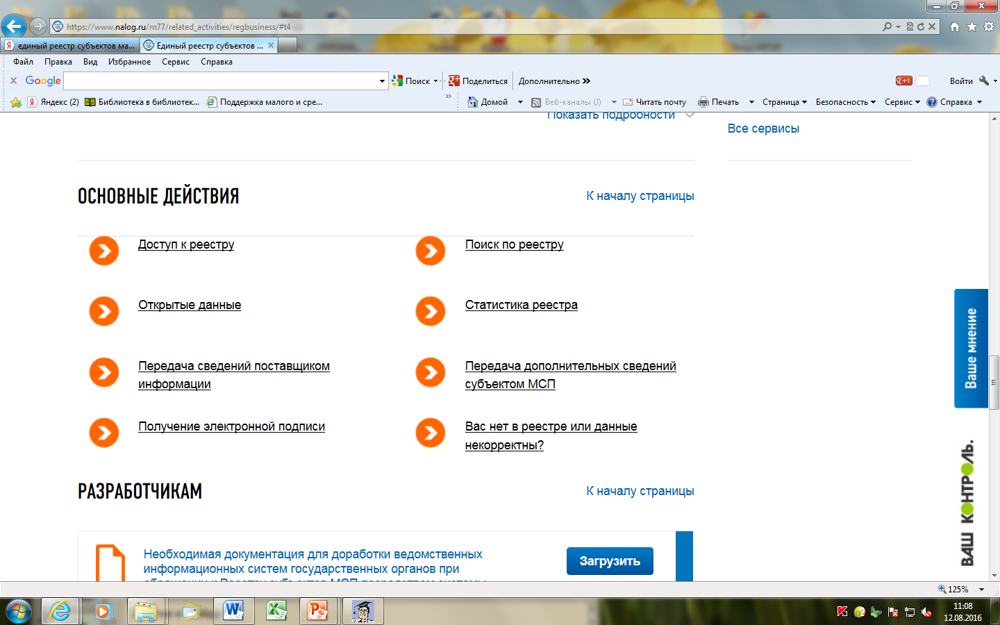 https://www.nalog.ru/rn77/related_activities/regbusiness/#t4
единый реестр субъектов ма...
Единый реестр субъектов ...
Файл Правка Вид Избранное Сервис Справка
Google Поиск Поделиться Дополнительно Войти
Яндекс (2) Библиотека в библиотек... Поддержка малого и сре... Домой Веб-каналы (J) Читать почту Печать Страница Безопасность Сервис Справка
Показать подробности
Все сервисы
ОСНОВНЫЕ ДЕЙСТВИЯ
К началу страницы
Доступ к реестру
Поиск по реестру
Открытые данные
Статистика реестра
Передача сведений поставщиком
информации
Передача дополнительных сведений
субъектом МСП
Получение электронной подписи
Вас нет в реестре или данные
некорректны?
Ваше мнение
ВАШ КОНТРОЛЬ.
РАЗРАБОТЧИКАМ
К началу страницы
Необходимая документация для доработки ведомственных
информационных систем государственных органов при
Загрузить
125%
11:08
12.08.2016